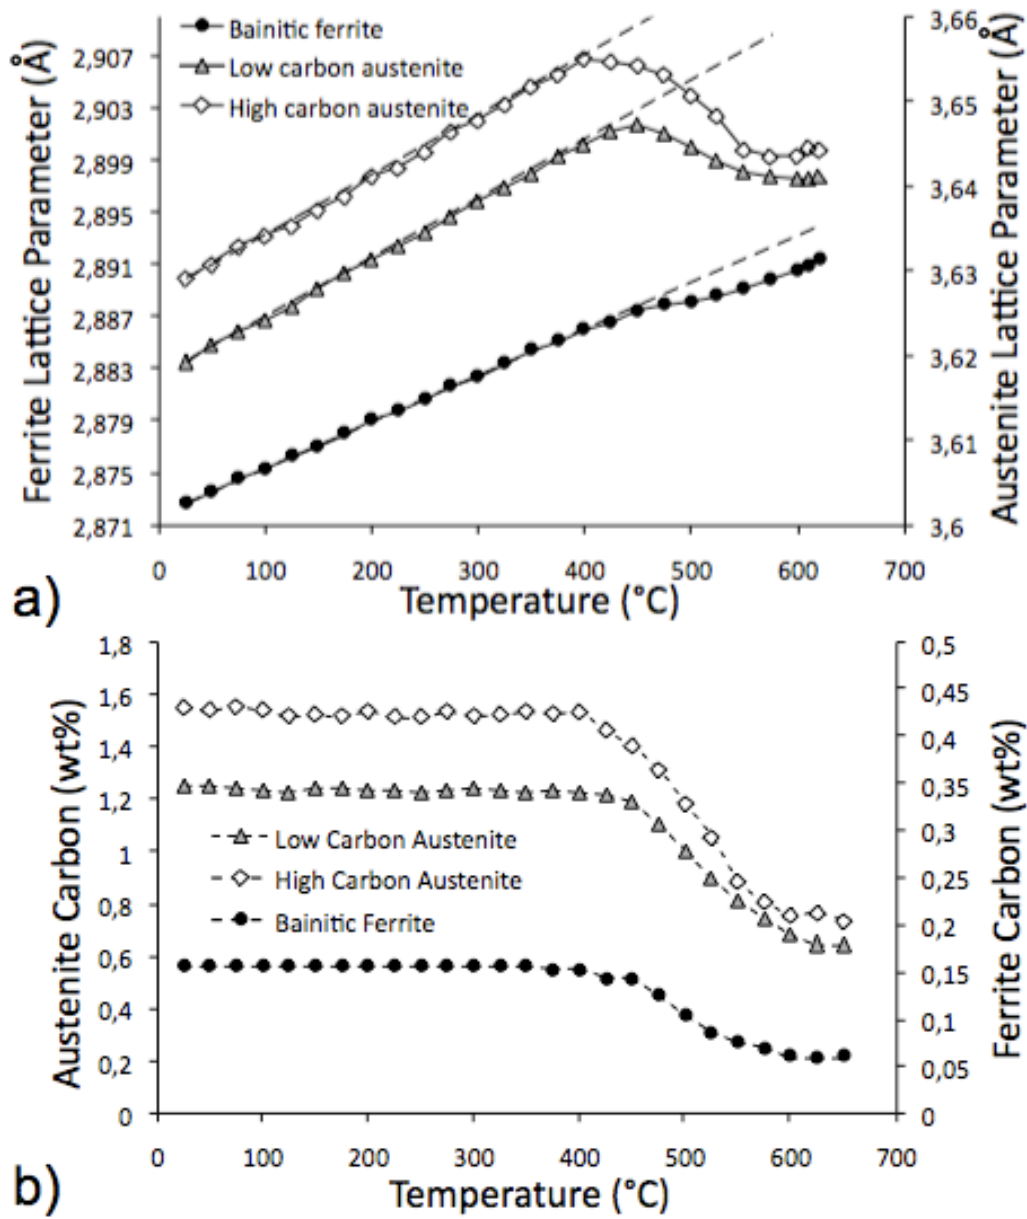 Ferrite Lattice Parameter (Å)
2,907
2,903
2,899
2,895
2,891
2,887
2,883
2,879
2,875
2,871
Bainitic ferrite
Low carbon austenite
High carbon austenite
3,66
3,65
3,64
3,63
3,62
3,61
3,6
Austenite Lattice Parameter (Å)
0 100 200 300 400 500 600 700
Temperature (°C)
a)
Austenite Carbon (wt%)
1,8
1,6
1,4
1,2
1
0,8
0,6
0,4
0,2
0
Low Carbon Austenite
High Carbon Austenite
Bainitic Ferrite
0,5
0,45
0,4
0,35
0,3
0,25
0,2
0,15
0,1
0,05
0
Ferrite Carbon (wt%)
0 100 200 300 400 500 600 700
Temperature (°C)
b)